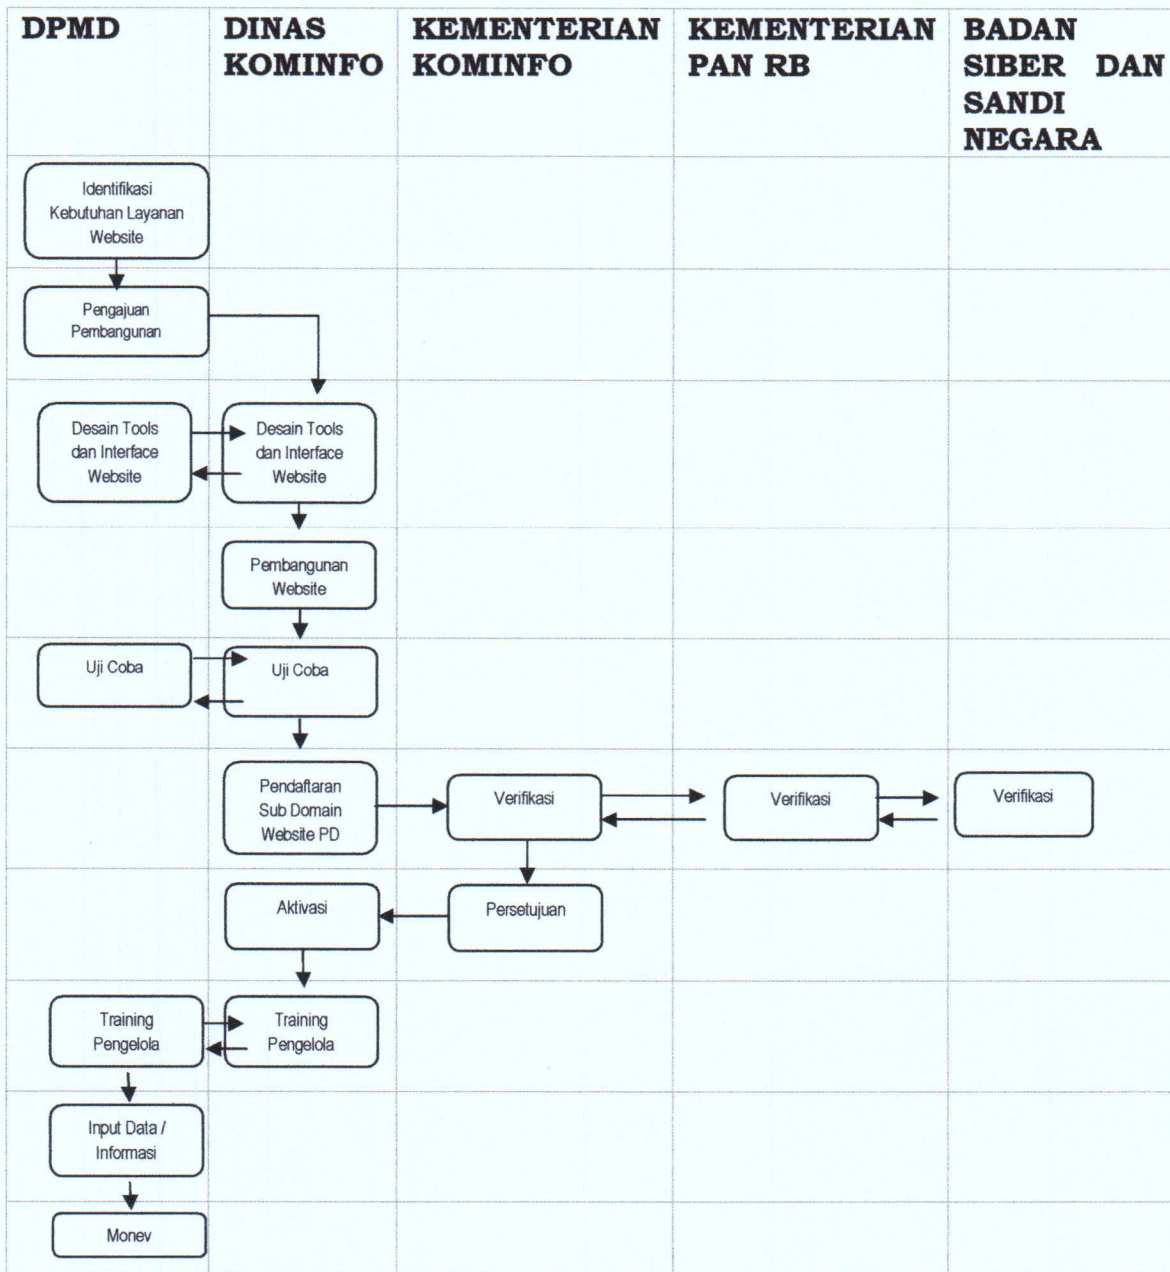 DPMD
DINAS
KOMINFO
KEMENTERIAN
KOMINFO
KEMENTERIAN
PAN RB
BADAN
SIBER DAN
SANDI
NEGARA
Identifikasi
Kebutuhan Layanan
Website
Pengajuan
Pembangunan
Desain Tools
dan Interface
Website
Desain Tools
dan Interface
Website
Pembangunan
Website
Uji Coba
Uji Coba
Pendaftaran
Sub Domain
Website PD
Verifikasi
Verifikasi
Verifikasi
Aktivasi
Persetujuan
Training
Pengelola
Training
Pengelola
Input Data /
Informasi
Monev